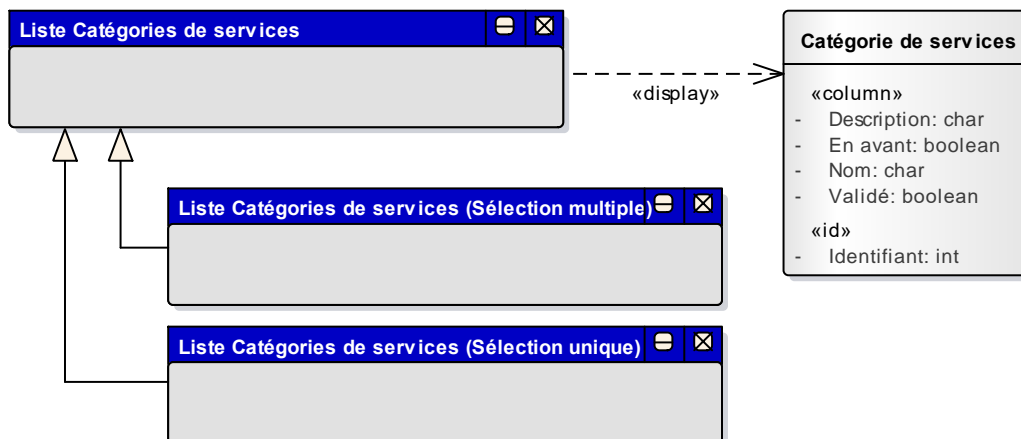 Liste Catégories de services
Catégorie de services
«display»
«column»
- Description: char
- En avant: boolean
- Nom: char
- Validé: boolean
«id»
- Identifiant: int
Liste Catégories de services (Sélection multiple)
Liste Catégories de services (Sélection unique)